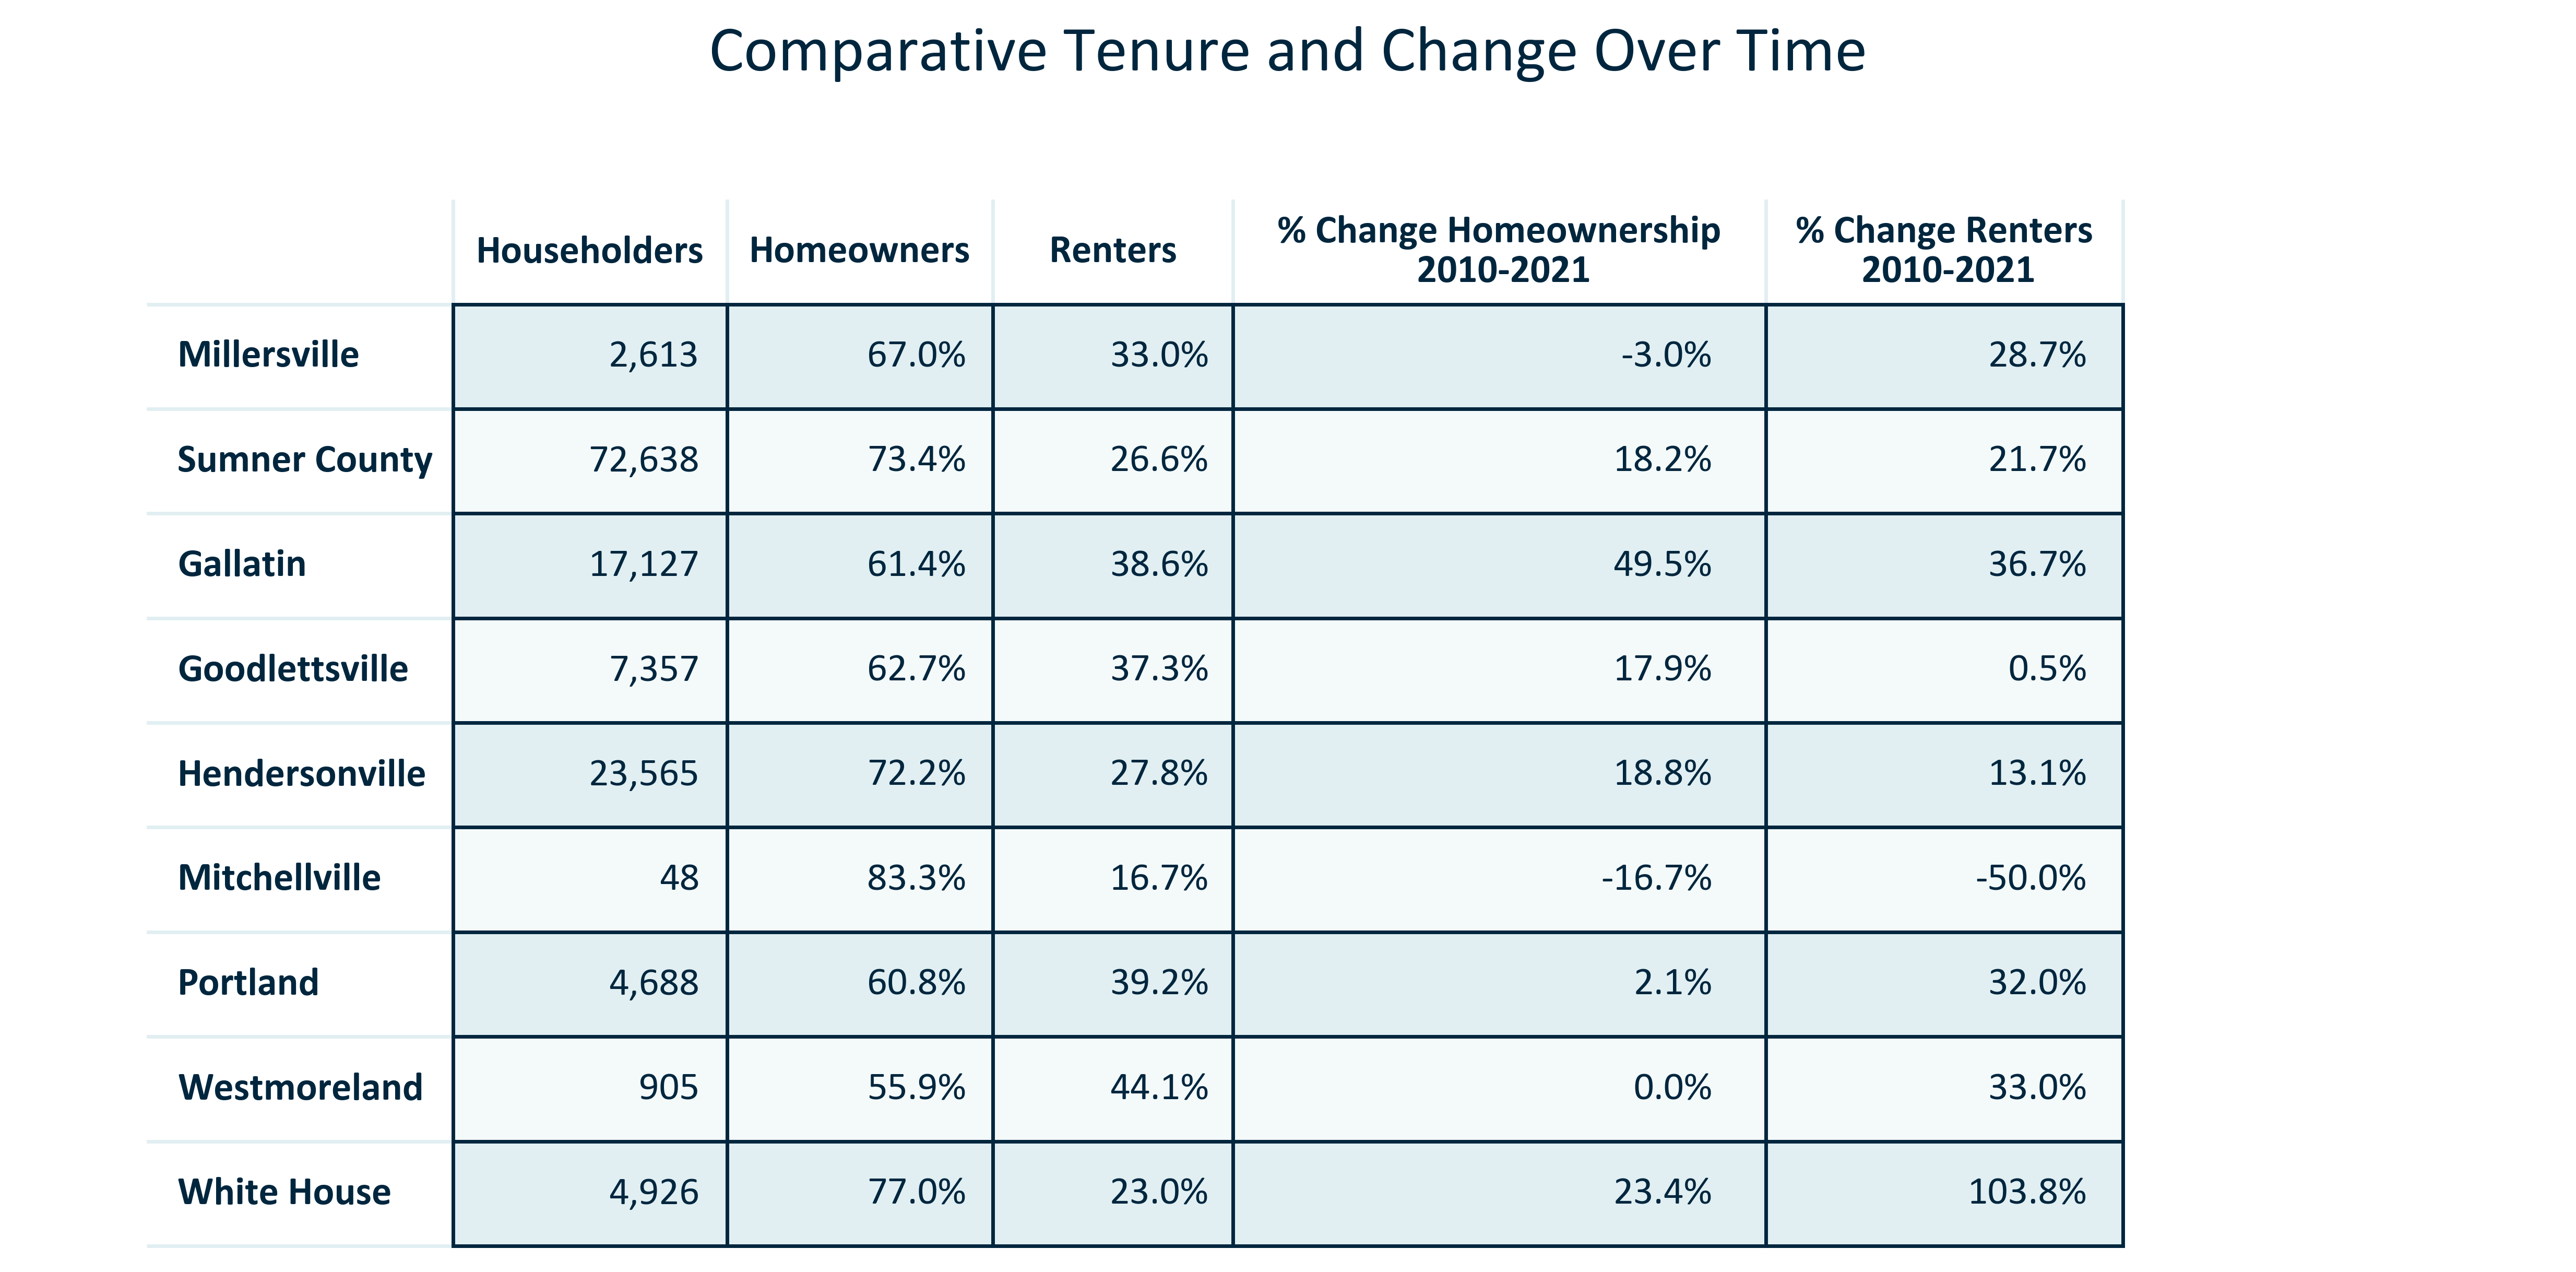 Comparative Tenure and Change Over Time
Householders Homeowners Renters % Change Homeownership 2010-2021 % Change Renters 2010-2021
Millersville 2,613 67.0% 33.0% -3.0% 28.7%
Sumner County 72,638 73.4% 26.6% 18.2% 21.7%
Gallatin 17,127 61.4% 38.6% 49.5% 36.7%
Goodlettsville 7,357 62.7% 37.3% 17.9% 0.5%
Hendersonville 23,565 72.2% 27.8% 18.8% 13.1%
Mitchellville 48 83.3% 16.7% -16.7% -50.0%
Portland 4,688 60.8% 39.2% 2.1% 32.0%
Westmoreland 905 55.9% 44.1% 0.0% 33.0%
White House 4,926 77.0% 23.0% 23.4% 103.8%